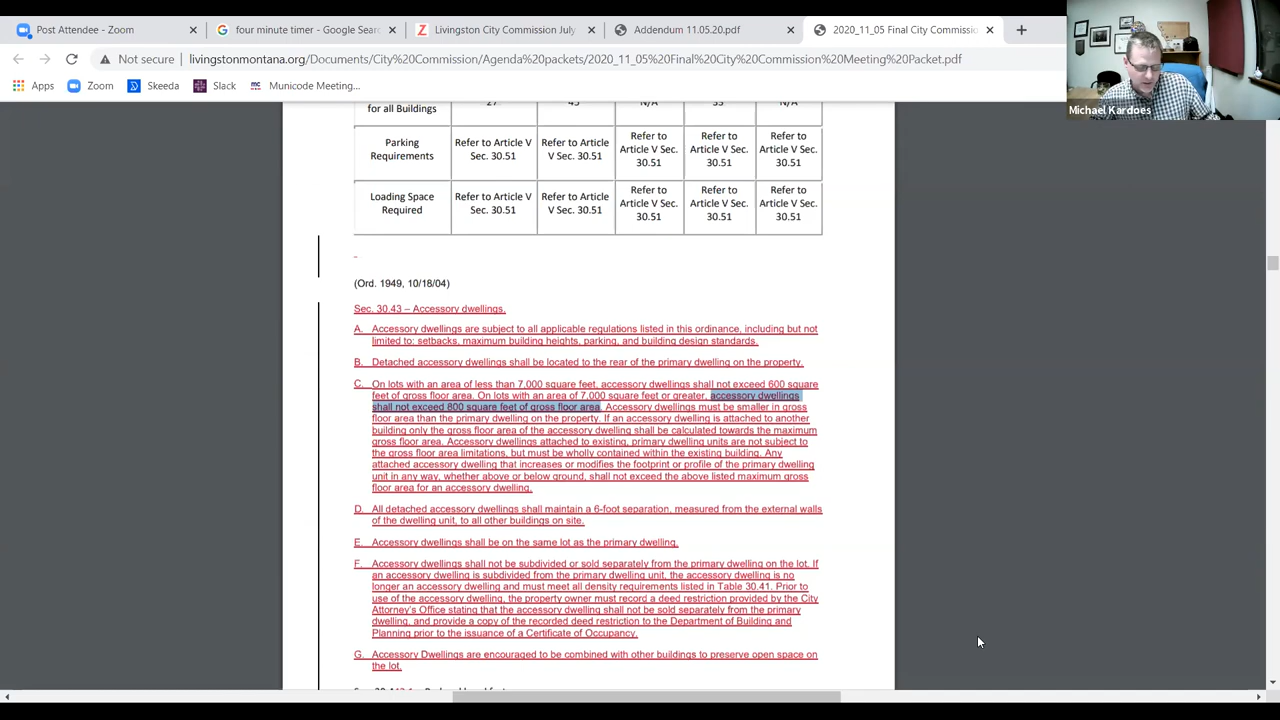 Post Attendee - Zoom
four minute timer - Google Sear
Livingston City Commission July
Addendum 11.05.20.pdf
2020_11_05 Final City Commissio
Not secure
livingstonmontana.org/Documents/City%20Commission/Agenda%20packets/2020_11_05%20Final%20City%20Commission%20Meeting%20Packet.pdf
Apps
Zoom
Skeeda
Slack
Municode Meeting...
Michael Kardoes
for all Buildings
N/A
N/A
Parking
Requirements
Refer to Article V
Sec. 30.51
Refer to Article
V Sec. 30.51
Refer to
Article V Sec.
30.51
Refer to
Article V Sec.
30.51
Refer to
Article V Sec.
30.51
Loading Space
Required
Refer to Article V
Sec. 30.51
Refer to Article
V Sec. 30.51
Refer to
Article V Sec.
30.51
Refer to
Article V Sec.
30.51
Refer to
Article V Sec.
30.51
(Ord. 1949, 10/18/04)
Sec. 30.43 – Accessory dwellings.
A. Accessory dwellings are subject to all applicable regulations listed in this ordinance, including but not
limited to: setbacks, maximum building heights, parking, and building design standards.
B. Detached accessory dwellings shall be located to the rear of the primary dwelling on the property.
C. On lots with an area of less than 7,000 square feet, accessory dwellings shall not exceed 600 square
feet of gross floor area. On lots with an area of 7,000 square feet or greater, accessory dwellings
shall not exceed 800 square feet of gross floor area. Accessory dwellings must be smaller in gross
floor area than the primary dwelling on the property. If an accessory dwelling is attached to another
building only the gross floor area of the accessory dwelling shall be calculated towards the maximum
gross floor area. Accessory dwellings attached to existing, primary dwelling units are not subject to
the gross floor area limitations, but must be wholly contained within the existing building. Any
attached accessory dwelling that increases or modifies the footprint or profile of the primary dwelling
unit in any way, whether above or below ground, shall not exceed the above listed maximum gross
floor area for an accessory dwelling.
D. All detached accessory dwellings shall maintain a 6-foot separation, measured from the external walls
of the dwelling unit, to all other buildings on site.
E. Accessory dwellings shall be on the same lot as the primary dwelling.
F. Accessory dwellings shall not be subdivided or sold separately from the primary dwelling on the lot. If
an accessory dwelling is subdivided from the primary dwelling unit, the accessory dwelling is no
longer an accessory dwelling and must meet all density requirements listed in Table 30.41. Prior to
use of the accessory dwelling, the property owner must record a deed restriction provided by the City
Attorney's Office stating that the accessory dwelling shall not be sold separately from the primary
dwelling, and provide a copy of the recorded deed restriction to the Department of Building and
Planning prior to the issuance of a Certificate of Occupancy.
G. Accessory Dwellings are encouraged to be combined with other buildings to preserve open space on
the lot.